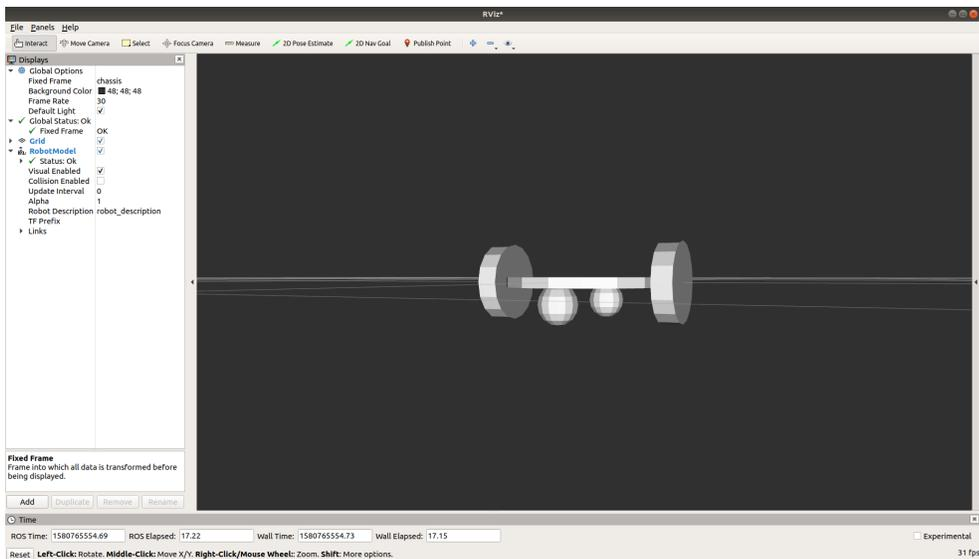 RViz*
File Panels Help
Interact Move Camera Select Focus Camera Measure 2D Pose Estimate 2D Nav Goal Publish Point
Displays
Global Options
Fixed Frame chassis
Background Color 48; 48; 48
Frame Rate 30
Default Light
Global Status: Ok
Fixed Frame OK
Grid
RobotModel
Status: Ok
Visual Enabled
Collision Enabled
Update Interval 0
Alpha 1
Robot Description robot_description
TF Prefix
Links
Fixed Frame
Frame into which all data is transformed before
being displayed.
Add Duplicate Remove Rename
Time
ROS Time: 1580765554.69 ROS Elapsed: 17.22 Wall Time: 1580765554.73 Wall Elapsed: 17.15 Experimental
Reset Left-Click: Rotate. Middle-Click: Move X/Y. Right-Click/Mouse Wheel:: Zoom. Shift: More options. 31 fps